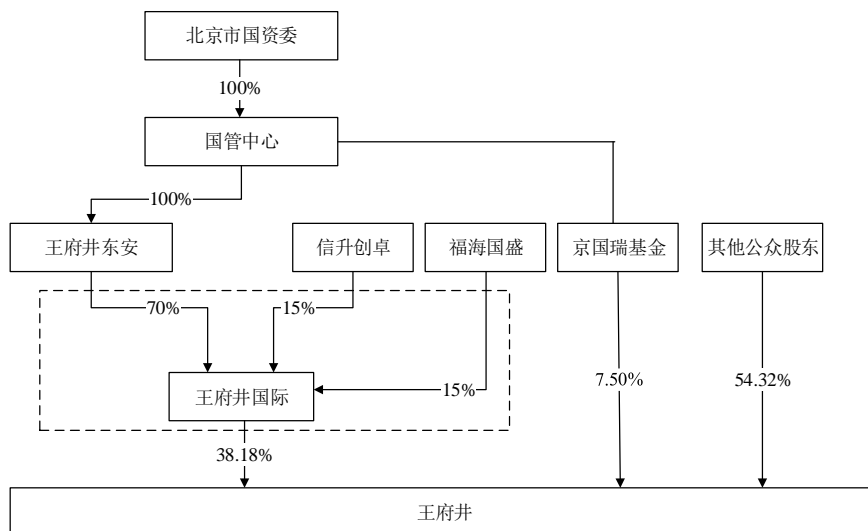 北京市国资委
100%
国管中心
100%
王府井东安
信升创卓
福海国盛
京国瑞基金
其他公众股东
70%
15%
王府井国际
15%
7.50%
54.32%
38.18%
王府井